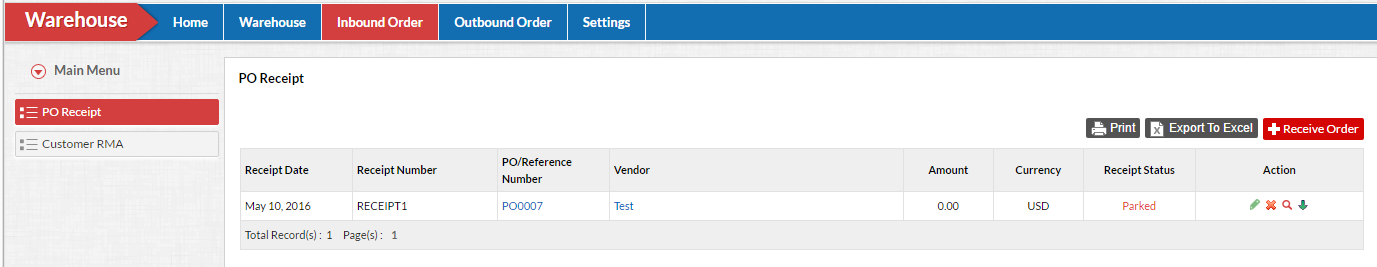 Warehouse Home Warehouse Inbound Order Outbound Order Settings
Main Menu
PO Receipt
Customer RMA
PO Receipt
Print Export To Excel Receive Order
Receipt Date Receipt Number PO/Reference Number Vendor Amount Currency Receipt Status Action
May 10, 2016 RECEIPT1 PO0007 Test 0.00 USD Parked
Total Record(s) : 1 Page(s) : 1